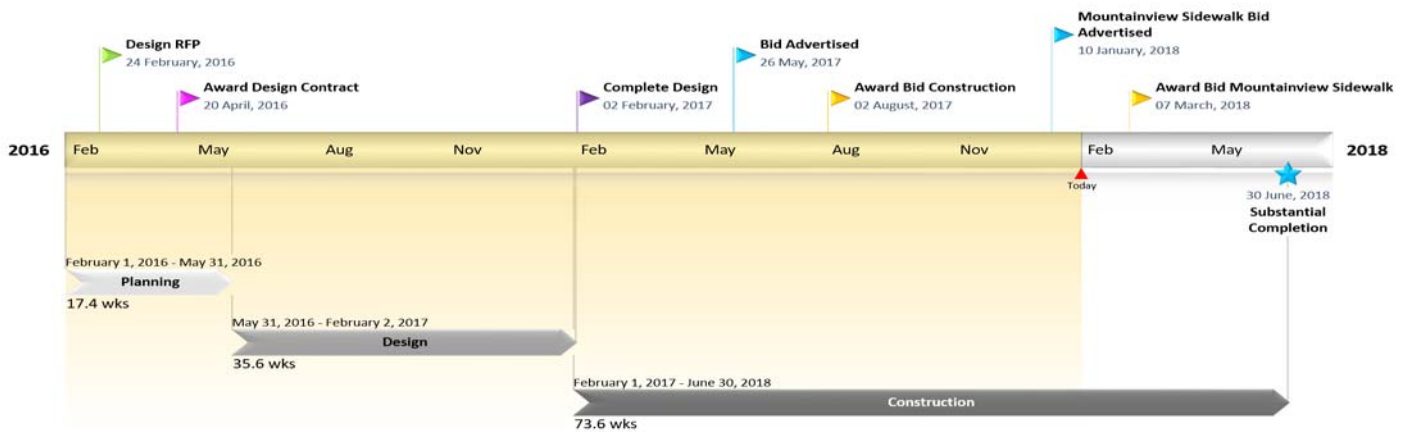 Mountainview Sidewalk Bid
Advertised
10 January, 2018
Design RFP
24 February, 2016
Bid Advertised
26 May, 2017
Award Design Contract
20 April, 2016
Complete Design
02 February, 2017
Award Bid Construction
02 August, 2017
Award Bid Mountainview Sidewalk
07 March, 2018
2016 Feb May Aug Nov Feb May Aug Nov Feb May 2018
Today
30 June, 2018
Substantial
Completion
February 1, 2016 - May 31, 2016
Planning
17.4 wks
May 31, 2016 - February 2, 2017
Design
35.6 wks
February 1, 2017 - June 30, 2018
Construction
73.6 wks